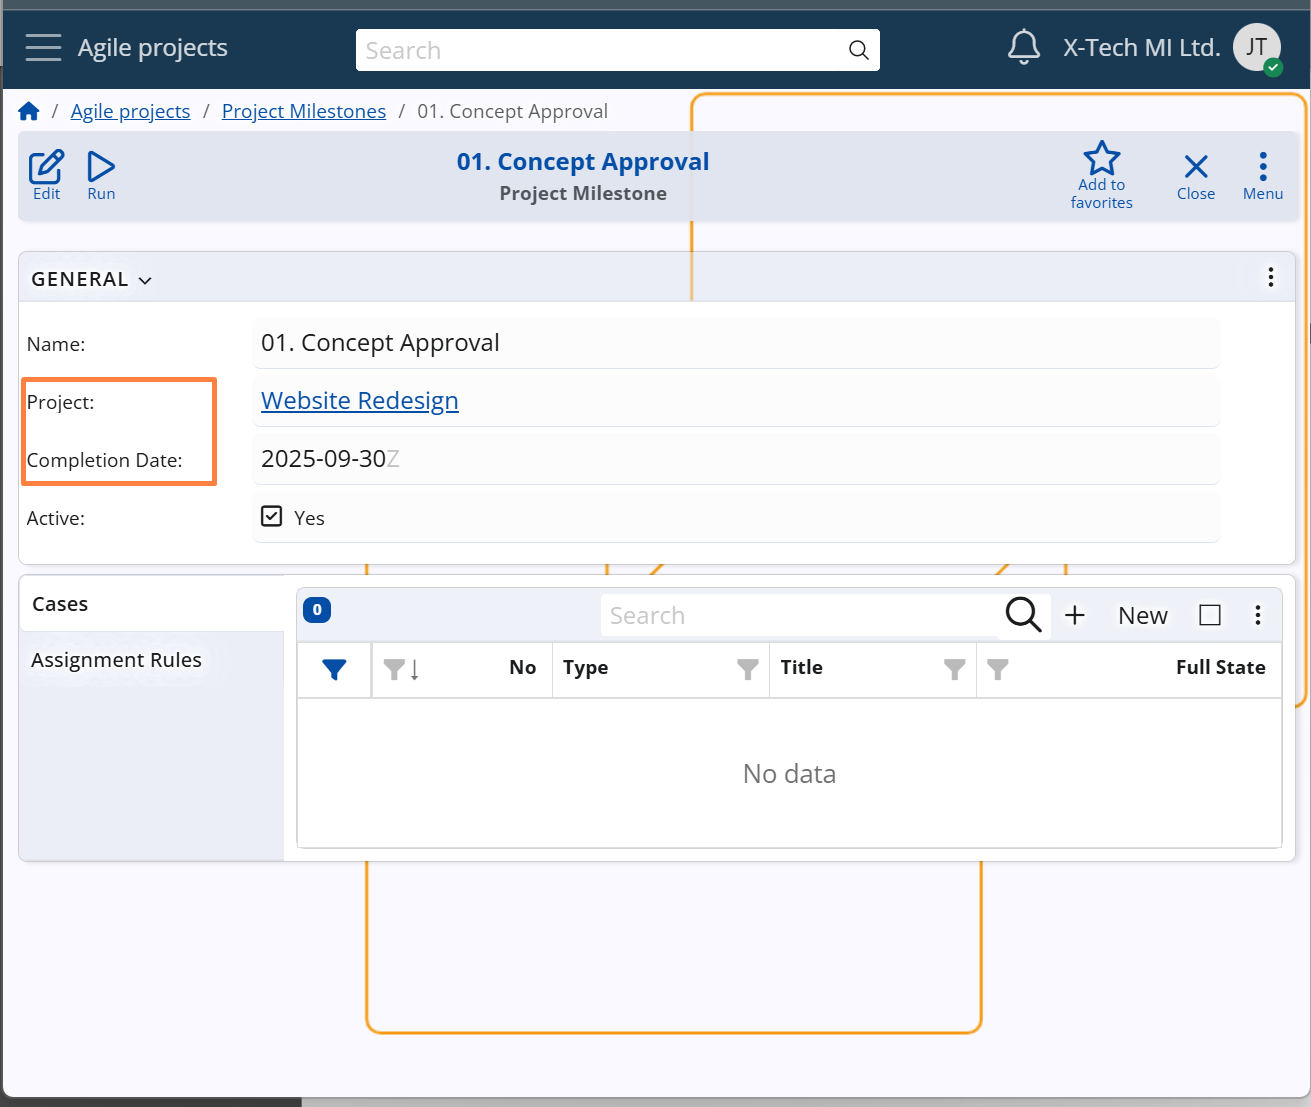 Agile projects
Search
X-Tech MI Ltd.
JT
/ Agile projects / Project Milestones / 01. Concept Approval
Edit
Run
01. Concept Approval
Project Milestone
Add to favorites
Close
Menu
GENERAL
Name:
01. Concept Approval
Project:
Website Redesign
Completion Date:
2025-09-30Z
Active:
Yes
Cases
Assignment Rules
0
Search
New
No
Type
Title
Full State
No data